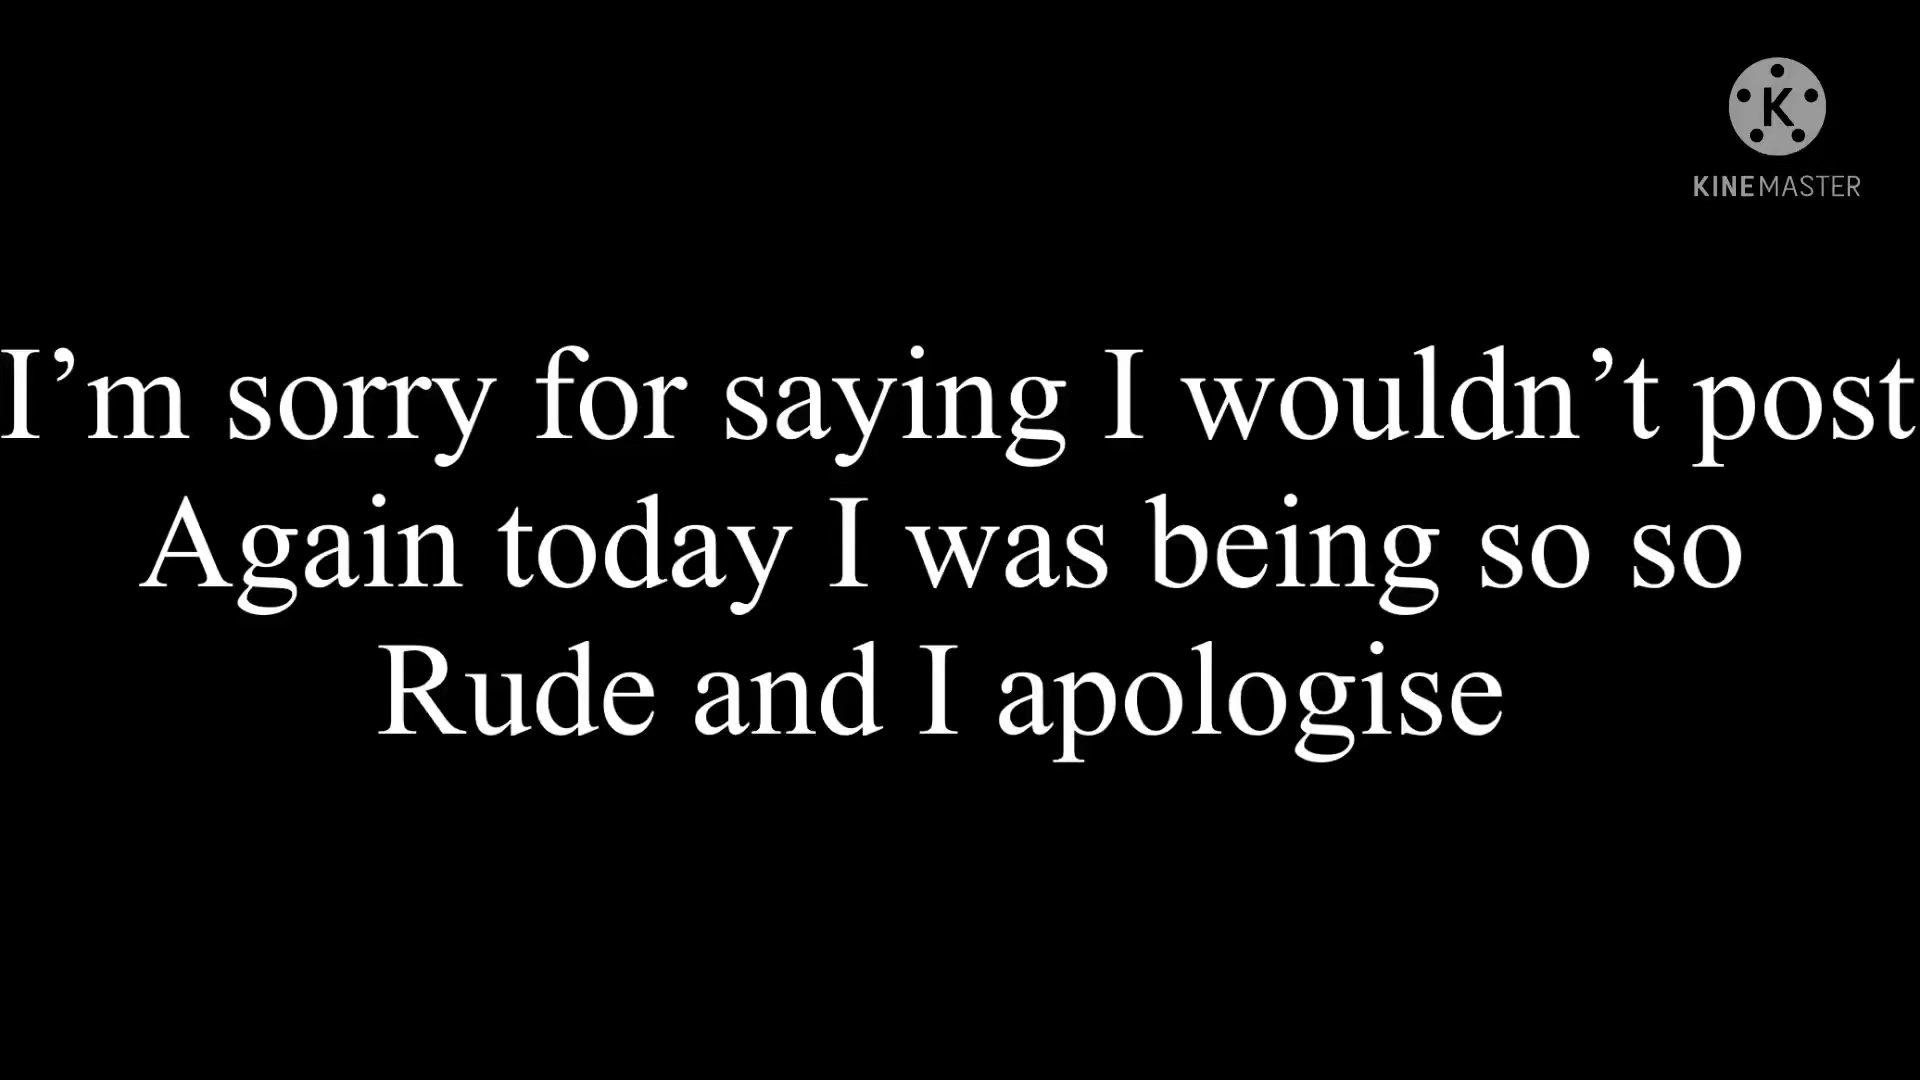 K
KINEMASTER
I’m sorry for saying I wouldn’t post
Again today I was being so so
Rude and I apologise